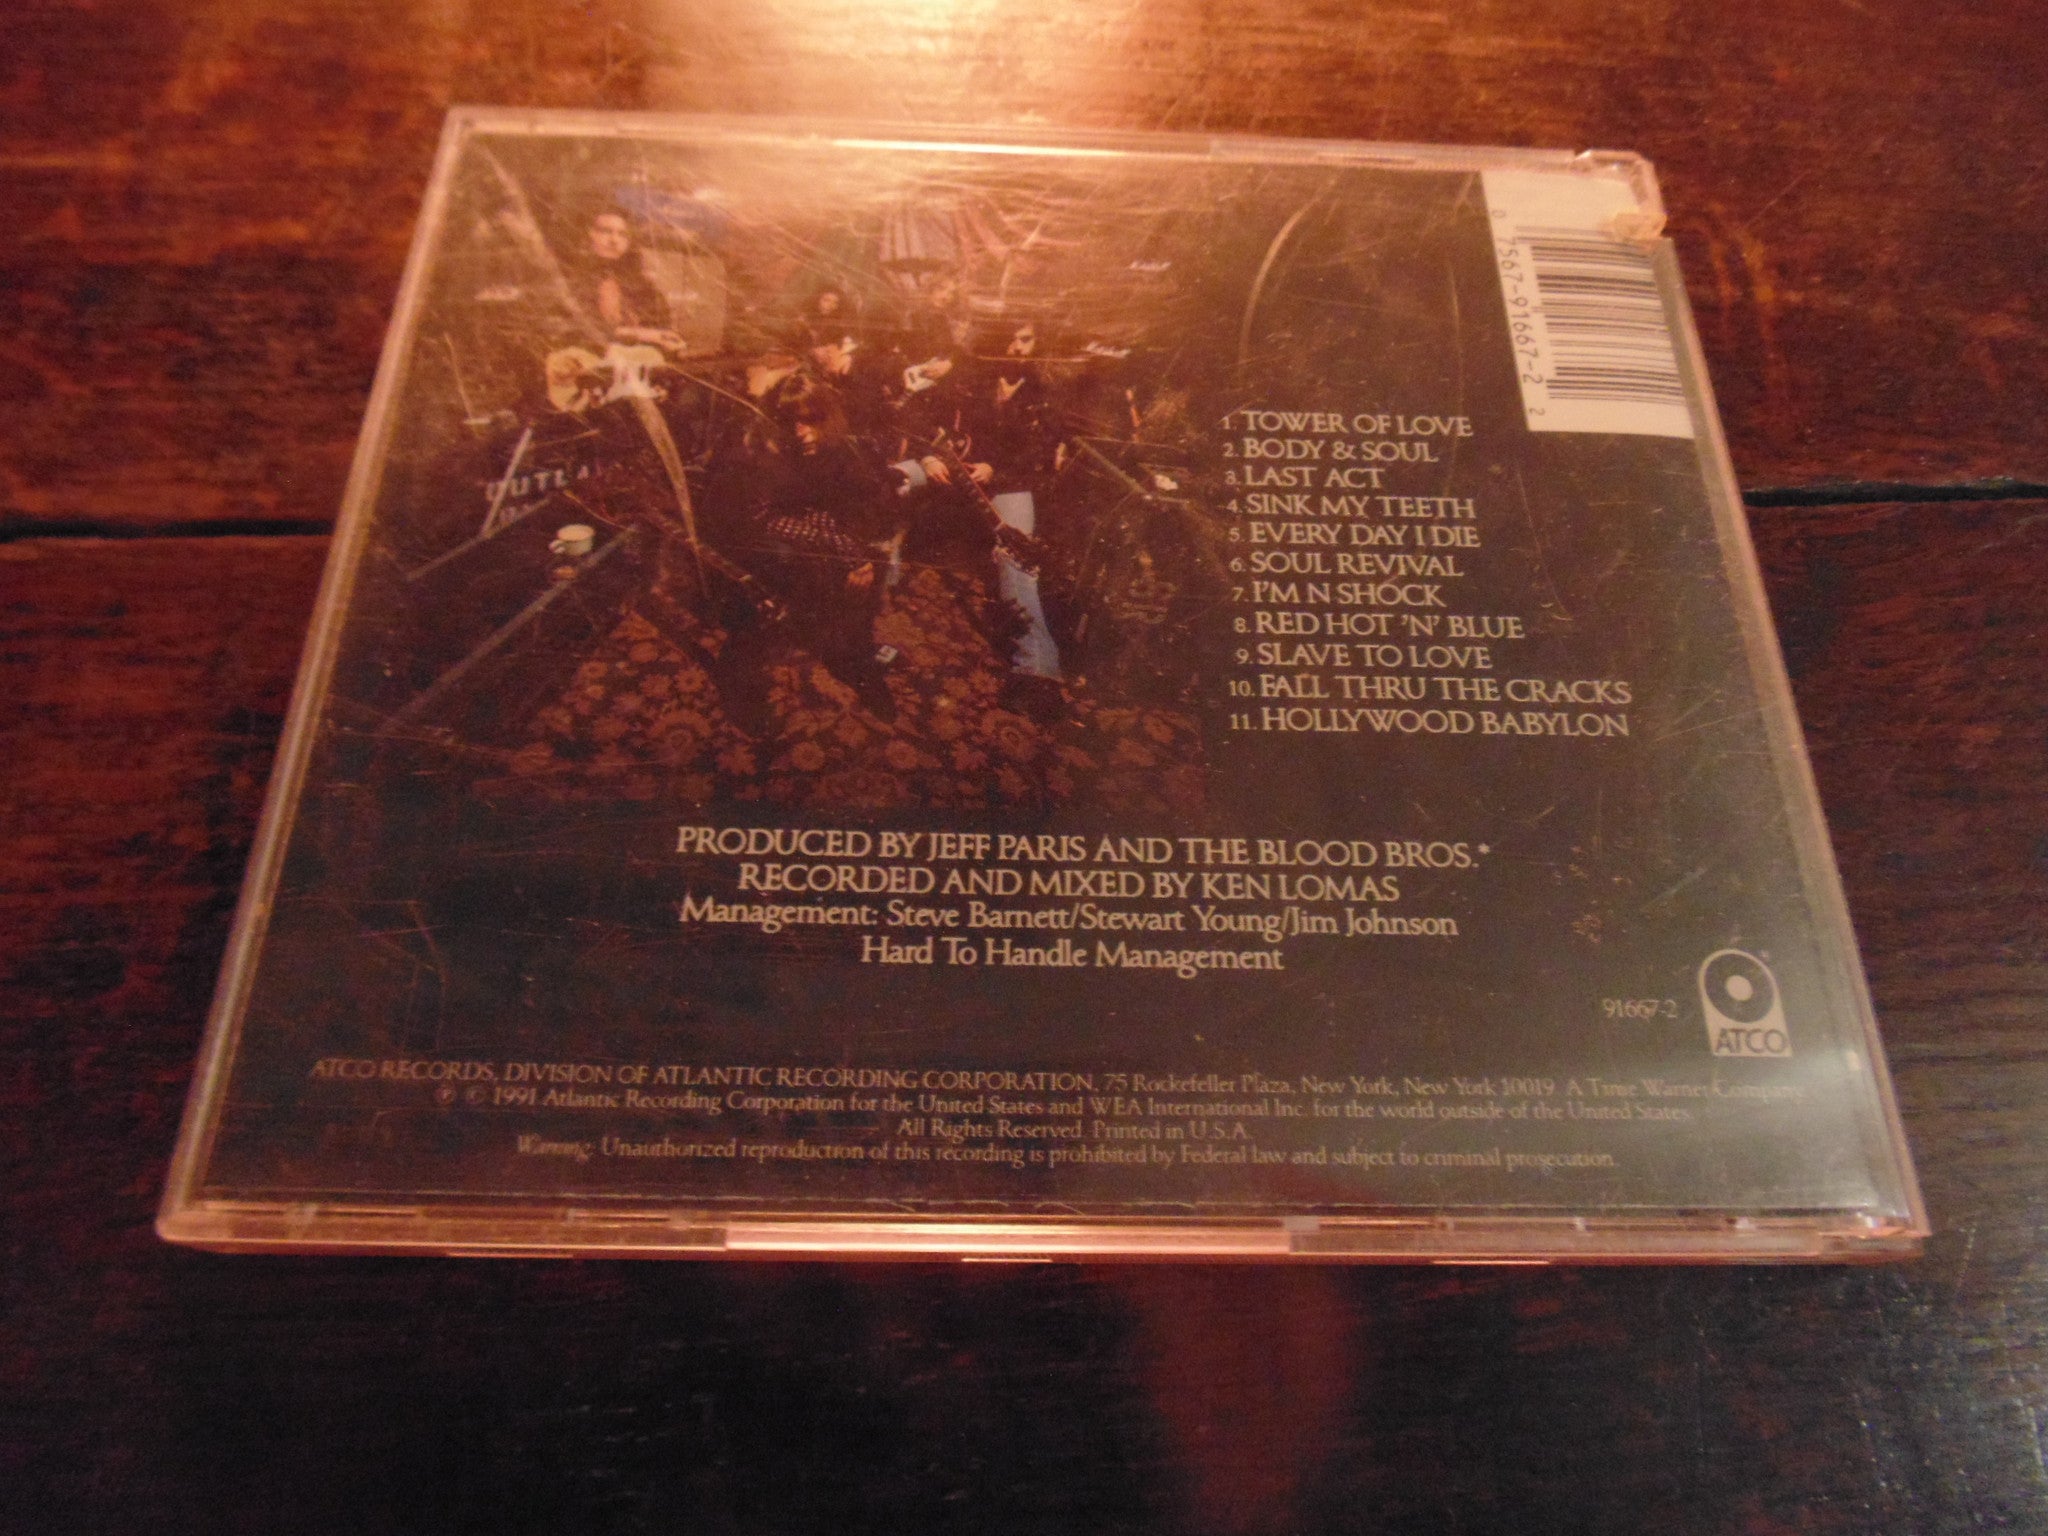 OUTLA
0 7567-91667-2 2
1. TOWER OF LOVE
2. BODY & SOUL
3. LAST ACT
4. SINK MY TEETH
5. EVERY DAY I DIE
6. SOUL REVIVAL
7. I'M N SHOCK
8. RED HOT 'N' BLUE
9. SLAVE TO LOVE
10. FALL THRU THE CRACKS
11. HOLLYWOOD BABYLON
PRODUCED BY JEFF PARIS AND THE BLOOD BROS.*
RECORDED AND MIXED BY KEN LOMAS
Management: Steve Barnett/Stewart Young/Jim Johnson
Hard To Handle Management
91667-2
ATCO
ATCO RECORDS, DIVISION OF ATLANTIC RECORDING CORPORATION, 75 Rockefeller Plaza, New York, New York 10019. A Time Warner Company.
℗ © 1991 Atlantic Recording Corporation for the United States and WEA International Inc. for the world outside of the United States.
All Rights Reserved. Printed in U.S.A.
Warning: Unauthorized reproduction of this recording is prohibited by Federal law and subject to criminal prosecution.